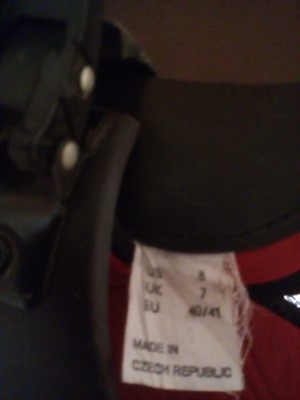 US 8
UK 7
EU 40/41
MADE IN
CZECH REPUBLIC